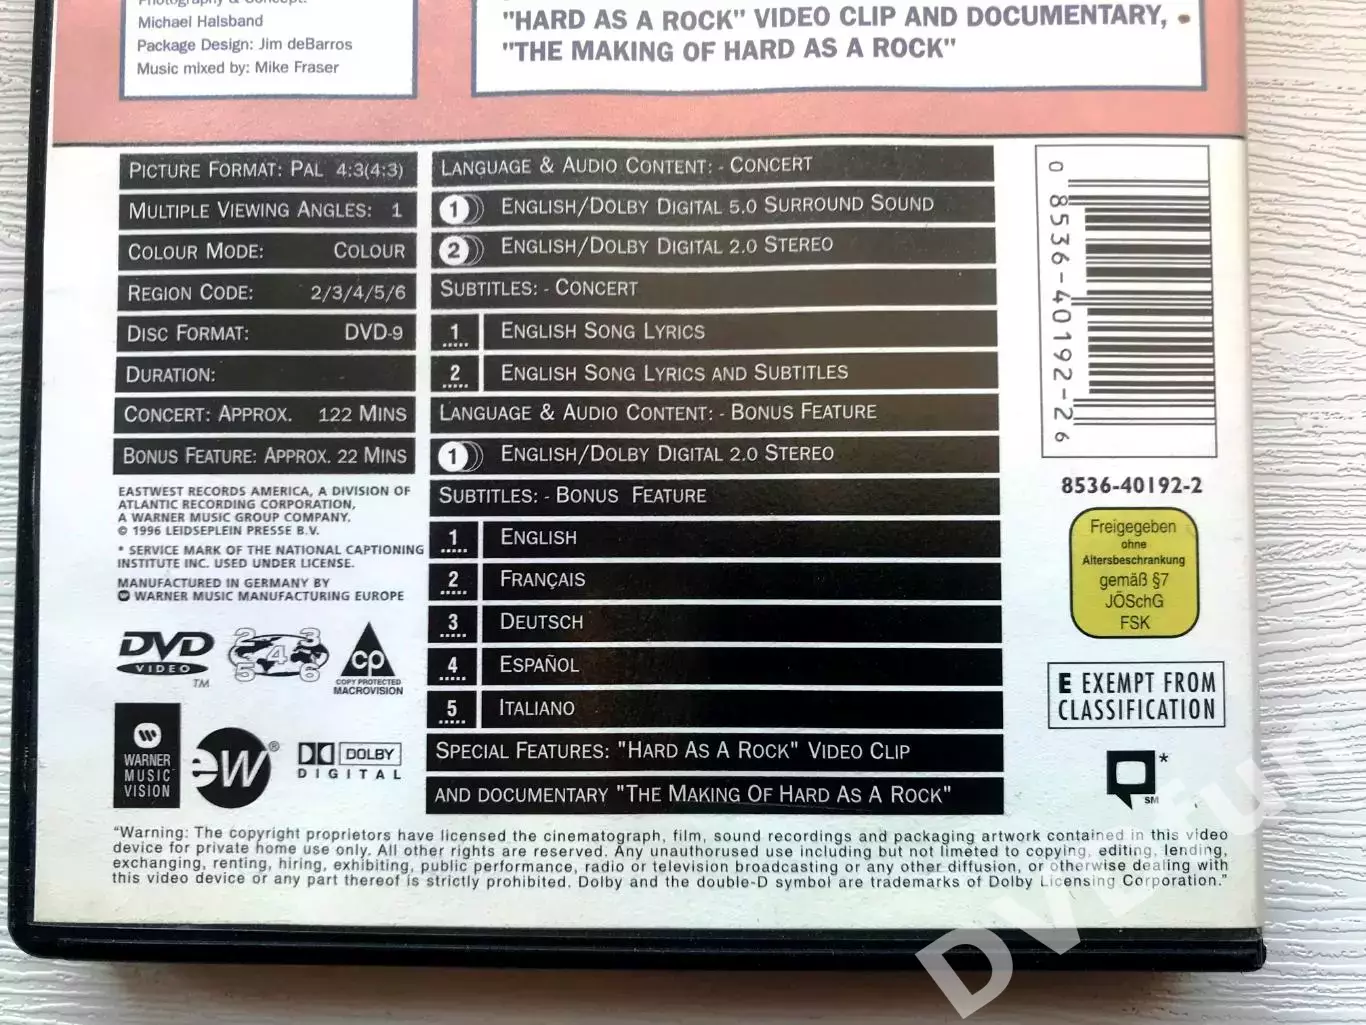 Photography & Concept:
Michael Halsband
Package Design: Jim deBarros
Music mixed by: Mike Fraser
"HARD AS A ROCK" VIDEO CLIP AND DOCUMENTARY,
"THE MAKING OF HARD AS A ROCK"
PICTURE FORMAT: PAL 4:3(4:3)
MULTIPLE VIEWING ANGLES: 1
COLOUR MODE: COLOUR
REGION CODE: 2/3/4/5/6
DISC FORMAT: DVD-9
DURATION:
CONCERT: APPROX. 122 MINS
BONUS FEATURE: APPROX. 22 MINS
LANGUAGE & AUDIO CONTENT: - CONCERT
1 ENGLISH/DOLBY DIGITAL 5.0 SURROUND SOUND
2 ENGLISH/DOLBY DIGITAL 2.0 STEREO
SUBTITLES: - CONCERT
1 ENGLISH SONG LYRICS
2 ENGLISH SONG LYRICS AND SUBTITLES
LANGUAGE & AUDIO CONTENT: - BONUS FEATURE
1 ENGLISH/DOLBY DIGITAL 2.0 STEREO
SUBTITLES: - BONUS FEATURE
1 ENGLISH
2 FRANÇAIS
3 DEUTSCH
4 ESPAÑOL
5 ITALIANO
SPECIAL FEATURES: "HARD AS A ROCK" VIDEO CLIP
AND DOCUMENTARY "THE MAKING OF HARD AS A ROCK"
EASTWEST RECORDS AMERICA, A DIVISION OF
ATLANTIC RECORDING CORPORATION,
A WARNER MUSIC GROUP COMPANY.
© 1996 LEIDSEPLEIN PRESSE B.V.
* SERVICE MARK OF THE NATIONAL CAPTIONING
INSTITUTE INC. USED UNDER LICENSE.
MANUFACTURED IN GERMANY BY
WARNER MUSIC MANUFACTURING EUROPE
DVD
VIDEO
TM
2 3
4
5 6
cp
COPY PROTECTED
MACROVISION
WARNER
MUSIC
VISION
ew®
DOLBY
DIGITAL
0 8536-40192-2 6
8536-40192-2
Freigegeben
ohne
Altersbeschrankung
gemäß §7
JÖSchG
FSK
E EXEMPT FROM
CLASSIFICATION
*
SM
"Warning: The copyright proprietors have licensed the cinematograph, film, sound recordings and packaging artwork contained in this video
device for private home use only. All other rights are reserved. Any unauthorused use including but not limeted to copying, editing, lending,
exchanging, renting, hiring, exhibiting, public performance, radio or television broadcasting or any other diffusion, or otherwise dealing with
this video device or any part thereof is strictly prohibited. Dolby and the double-D symbol are trademarks of Dolby Licensing Corporation."